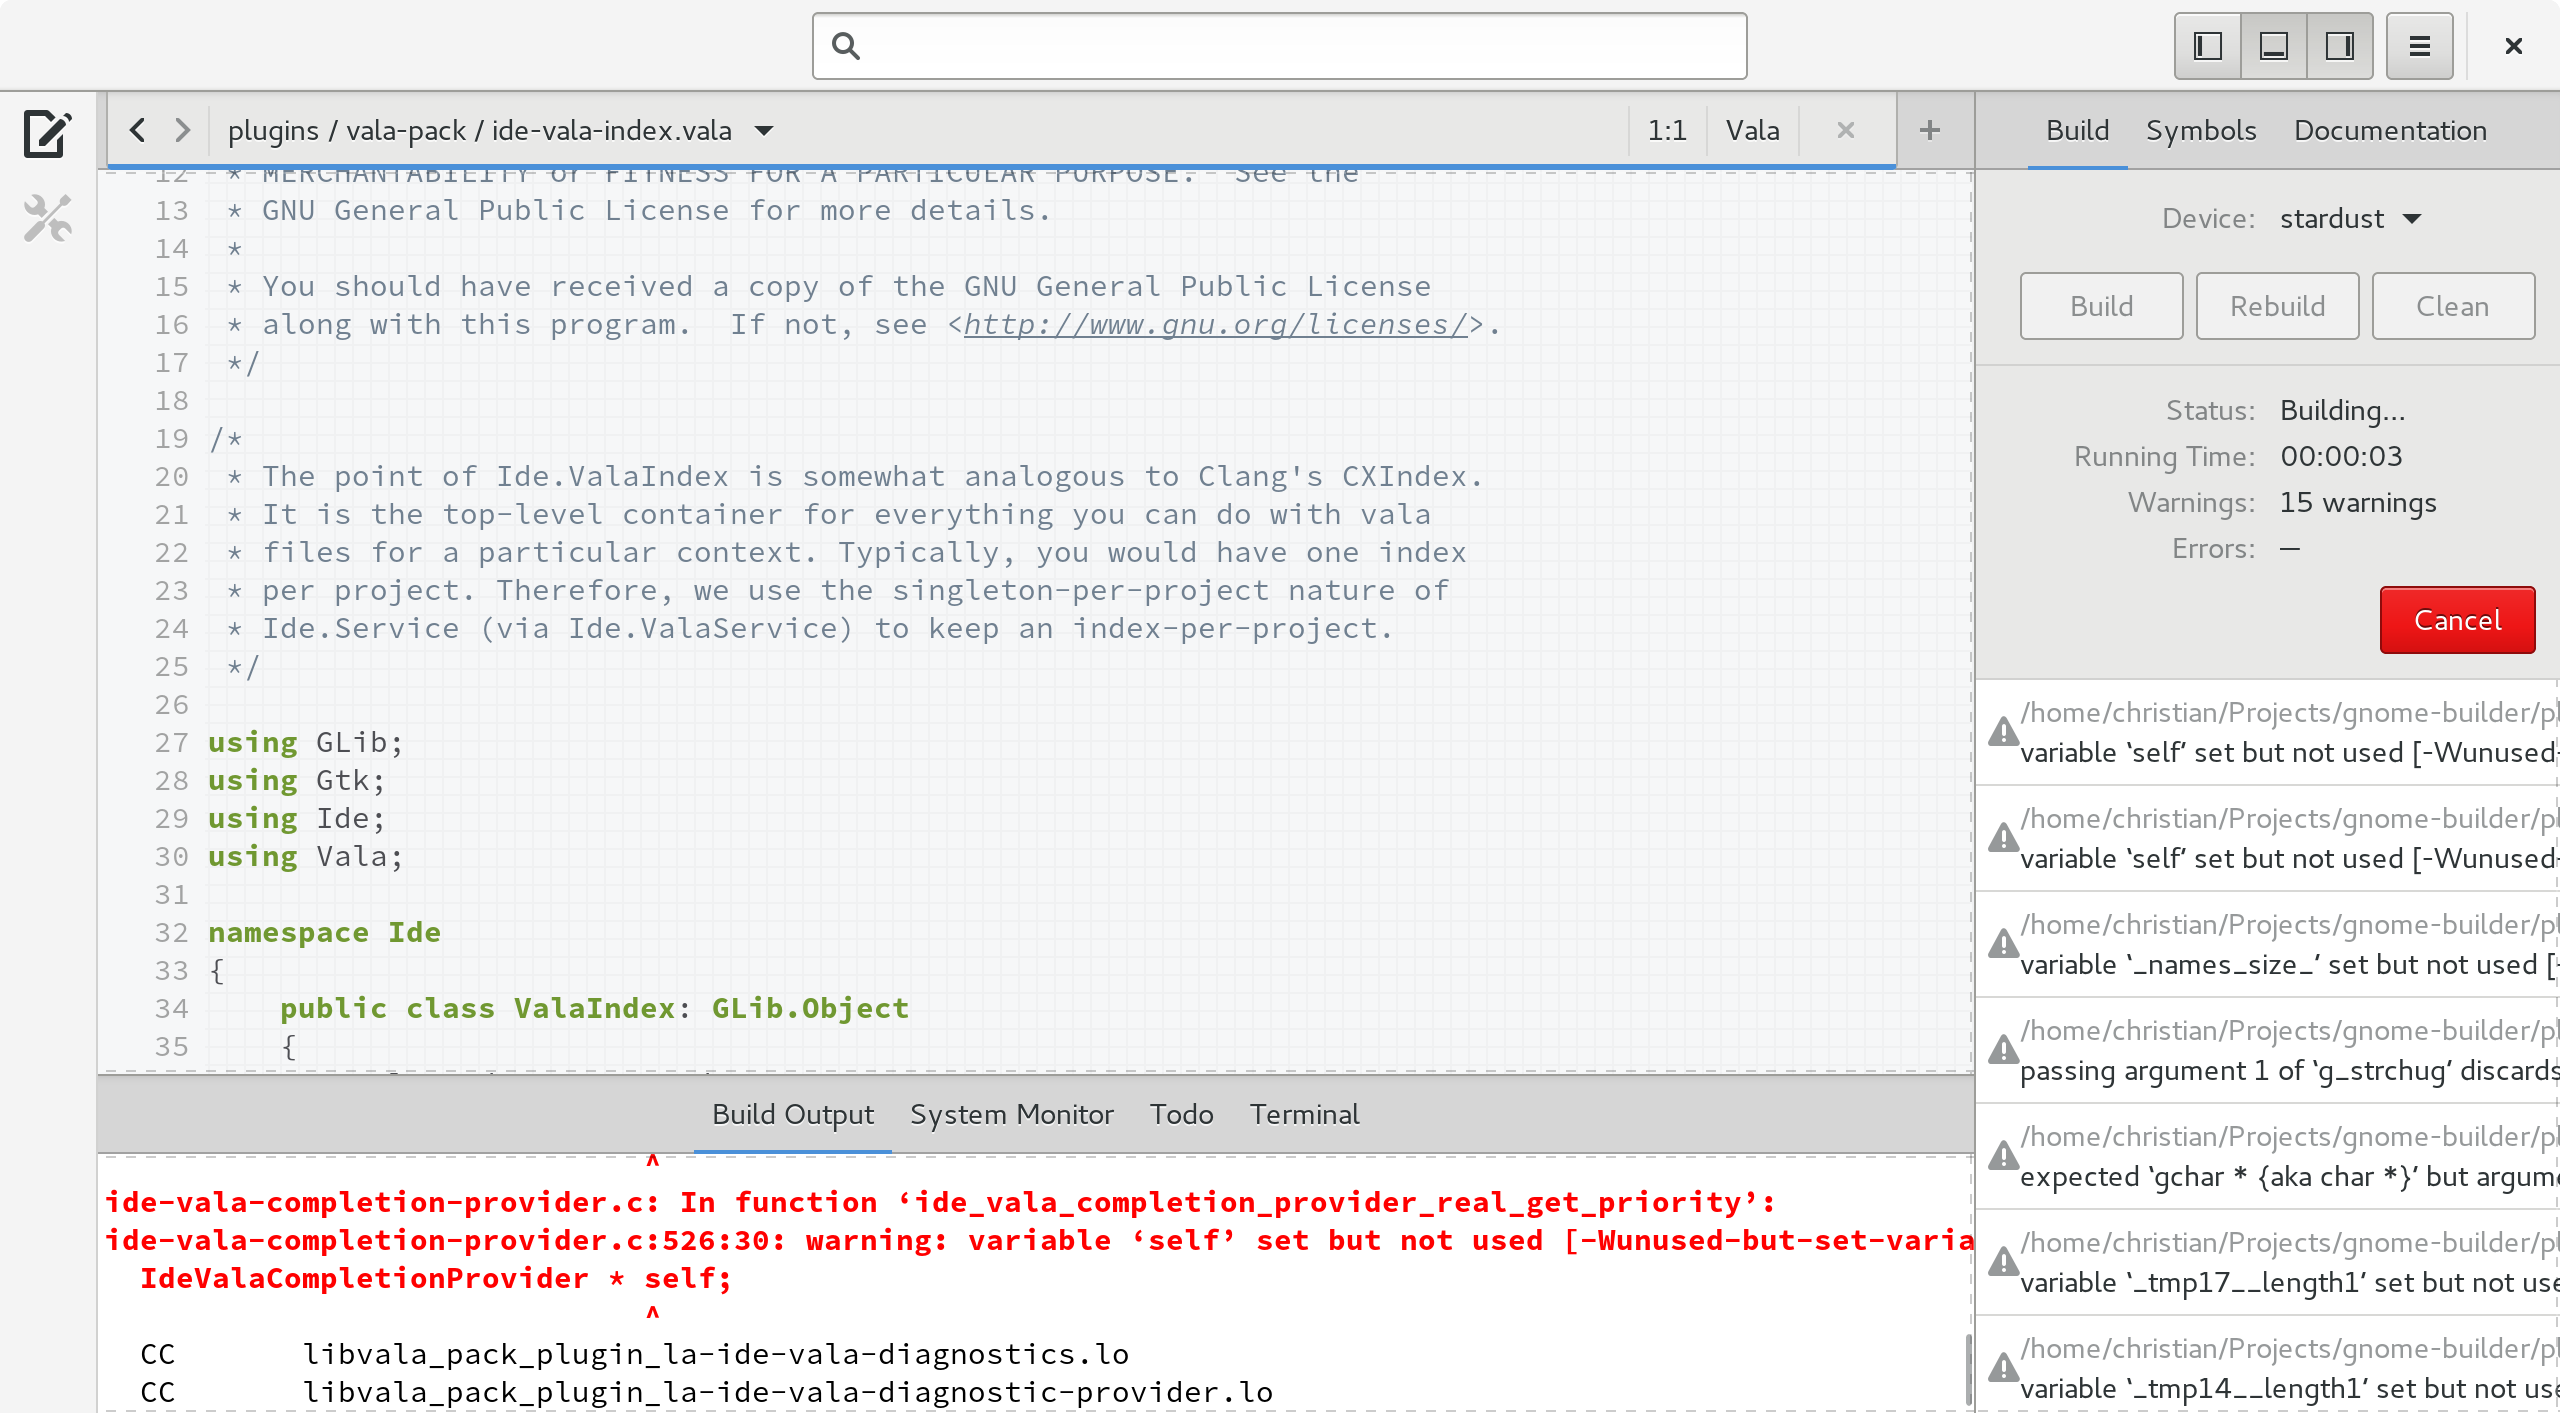 plugins / vala-pack / ide-vala-index.vala 1:1 Vala
12 * MERCHANTABILITY or FITNESS FOR A PARTICULAR PURPOSE.  See the
13 * GNU General Public License for more details.
14 *
15 * You should have received a copy of the GNU General Public License
16 * along with this program.  If not, see <http://www.gnu.org/licenses/>.
17 */
18
19 /*
20 * The point of Ide.ValaIndex is somewhat analogous to Clang's CXIndex.
21 * It is the top-level container for everything you can do with vala
22 * files for a particular context. Typically, you would have one index
23 * per project. Therefore, we use the singleton-per-project nature of
24 * Ide.Service (via Ide.ValaService) to keep an index-per-project.
25 */
26
27 using GLib;
28 using Gtk;
29 using Ide;
30 using Vala;
31
32 namespace Ide
33 {
34     public class ValaIndex: GLib.Object
35     {
Build Output System Monitor Todo Terminal
^
ide-vala-completion-provider.c: In function ‘ide_vala_completion_provider_real_get_priority’:
ide-vala-completion-provider.c:526:30: warning: variable ‘self’ set but not used [-Wunused-but-set-varia
IdeValaCompletionProvider * self;
^
CC       libvala_pack_plugin_la-ide-vala-diagnostics.lo
CC       libvala_pack_plugin_la-ide-vala-diagnostic-provider.lo
Build Symbols Documentation
Device: stardust
Build Rebuild Clean
Status: Building...
Running Time: 00:00:03
Warnings: 15 warnings
Errors: —
Cancel
/home/christian/Projects/gnome-builder/pl
variable ‘self’ set but not used [-Wunused-
/home/christian/Projects/gnome-builder/pl
variable ‘self’ set but not used [-Wunused-
/home/christian/Projects/gnome-builder/pl
variable ‘_names_size_’ set but not used [-
/home/christian/Projects/gnome-builder/pl
passing argument 1 of ‘g_strchug’ discards
/home/christian/Projects/gnome-builder/pl
expected ‘gchar * {aka char *}’ but argume
/home/christian/Projects/gnome-builder/pl
variable ‘_tmp17__length1’ set but not use
/home/christian/Projects/gnome-builder/pl
variable ‘_tmp14__length1’ set but not use